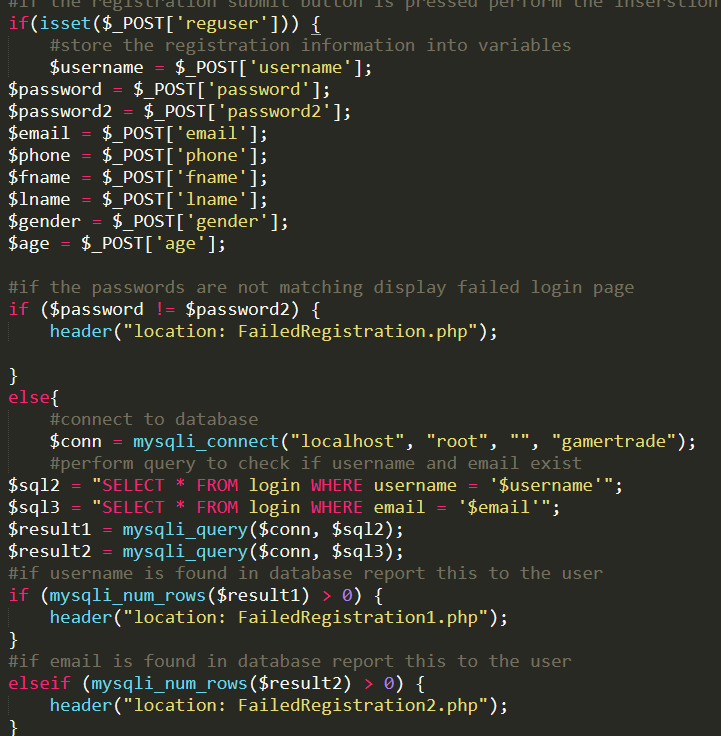 #if the registration submit button is pressed perform the inserstion
if(isset($_POST['reguser'])) {
#store the registration information into variables
$username = $_POST['username'];
$password = $_POST['password'];
$password2 = $_POST['password2'];
$email = $_POST['email'];
$phone = $_POST['phone'];
$fname = $_POST['fname'];
$lname = $_POST['lname'];
$gender = $_POST['gender'];
$age = $_POST['age'];
#if the passwords are not matching display failed login page
if ($password != $password2) {
header("location: FailedRegistration.php");
}
else{
#connect to database
$conn = mysqli_connect("localhost", "root", "", "gamertrade");
#perform query to check if username and email exist
$sql2 = "SELECT * FROM login WHERE username = '$username'";
$sql3 = "SELECT * FROM login WHERE email = '$email'";
$result1 = mysqli_query($conn, $sql2);
$result2 = mysqli_query($conn, $sql3);
#if username is found in database report this to the user
if (mysqli_num_rows($result1) > 0) {
header("location: FailedRegistration1.php");
}
#if email is found in database report this to the user
elseif (mysqli_num_rows($result2) > 0) {
header("location: FailedRegistration2.php");
}